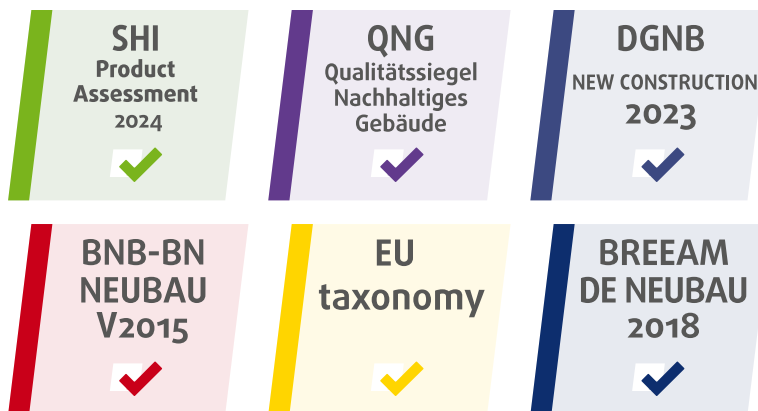 SHI
Product
Assessment
2024
QNG
Qualitätssiegel
Nachhaltiges
Gebäude
DGNB
NEW CONSTRUCTION
2023
BNB-BN
NEUBAU
V2015
EU
taxonomy
BREEAM
DE NEUBAU
2018